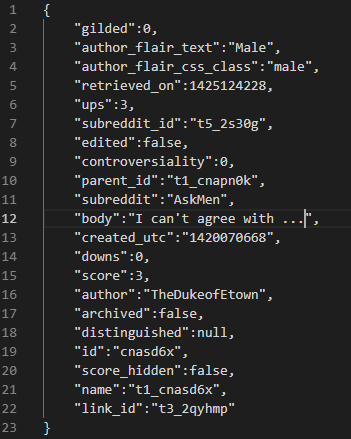 1 {
2 "gilded":0,
3 "author_flair_text":"Male",
4 "author_flair_css_class":"male",
5 "retrieved_on":1425124228,
6 "ups":3,
7 "subreddit_id":"t5_2s30g",
8 "edited":false,
9 "controversiality":0,
10 "parent_id":"t1_cnapn0k",
11 "subreddit":"AskMen",
12 "body":"I can't agree with ...",
13 "created_utc":"1420070668",
14 "downs":0,
15 "score":3,
16 "author":"TheDukeofEtown",
17 "archived":false,
18 "distinguished":null,
19 "id":"cnasd6x",
20 "score_hidden":false,
21 "name":"t1_cnasd6x",
22 "link_id":"t3_2qyhmp"
23 }